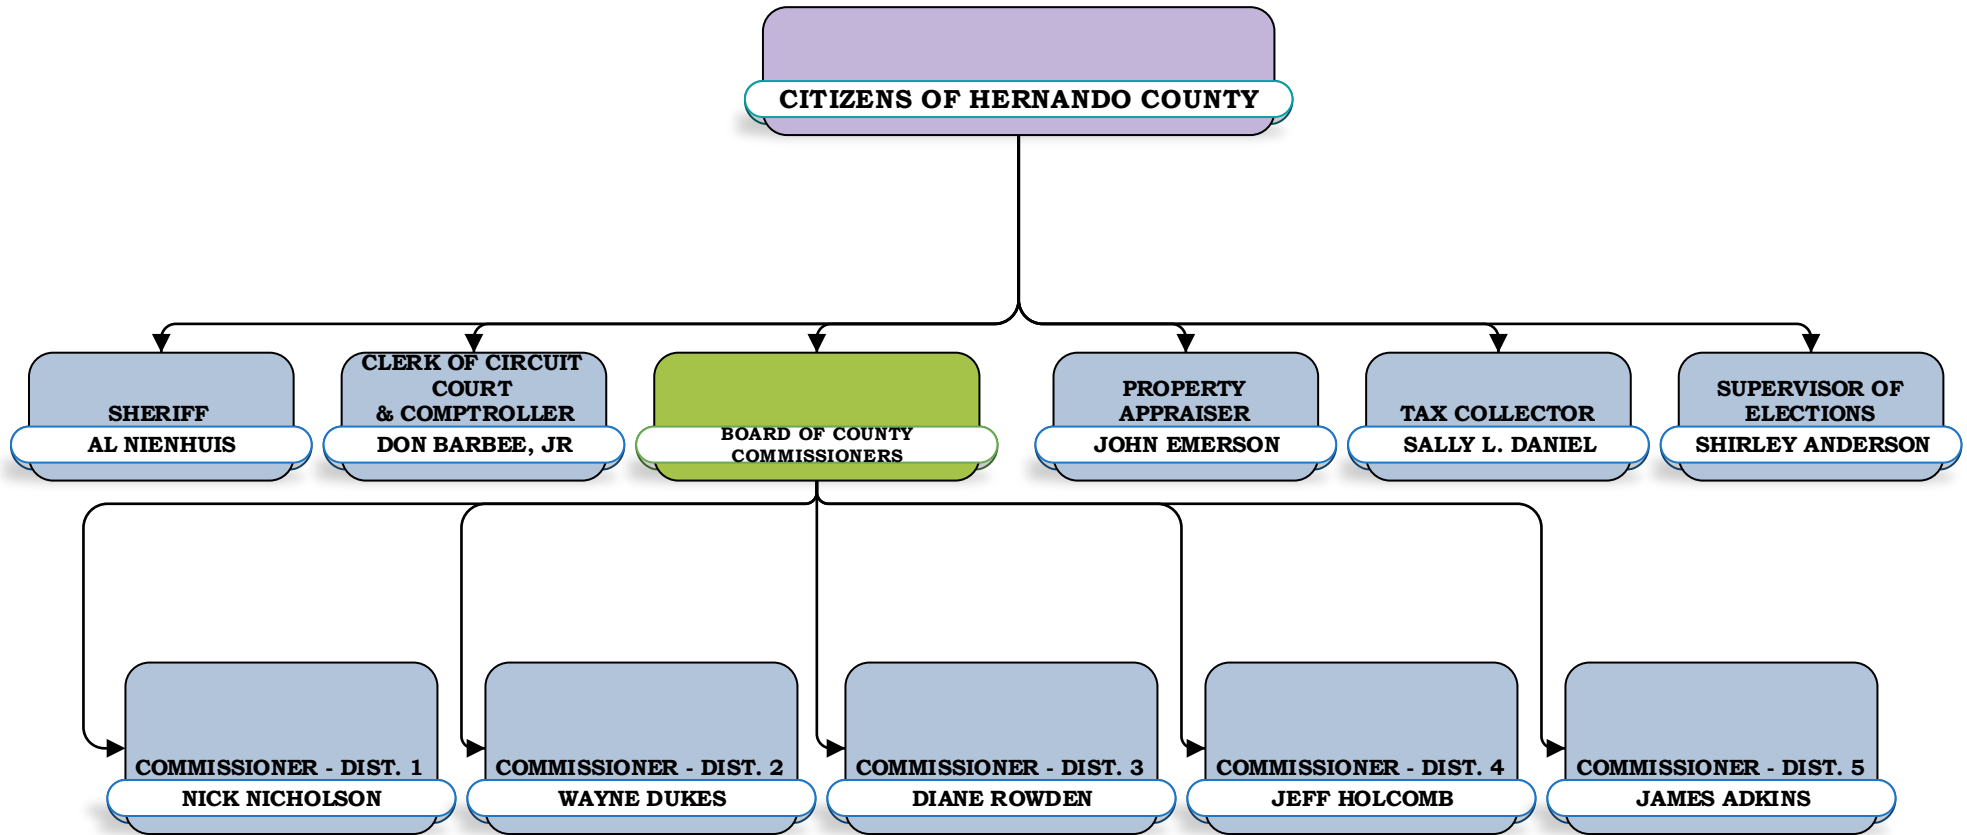 CITIZENS OF HERNANDO COUNTY
SHERIFF
AL NIENHUIS
CLERK OF CIRCUIT
COURT
& COMPTROLLER
DON BARBEE, JR
BOARD OF COUNTY
COMMISSIONERS
PROPERTY
APPRAISER
JOHN EMERSON
TAX COLLECTOR
SALLY L. DANIEL
SUPERVISOR OF
ELECTIONS
SHIRLEY ANDERSON
COMMISSIONER - DIST. 1
NICK NICHOLSON
COMMISSIONER - DIST. 2
WAYNE DUKES
COMMISSIONER - DIST. 3
DIANE ROWDEN
COMMISSIONER - DIST. 4
JEFF HOLCOMB
COMMISSIONER - DIST. 5
JAMES ADKINS